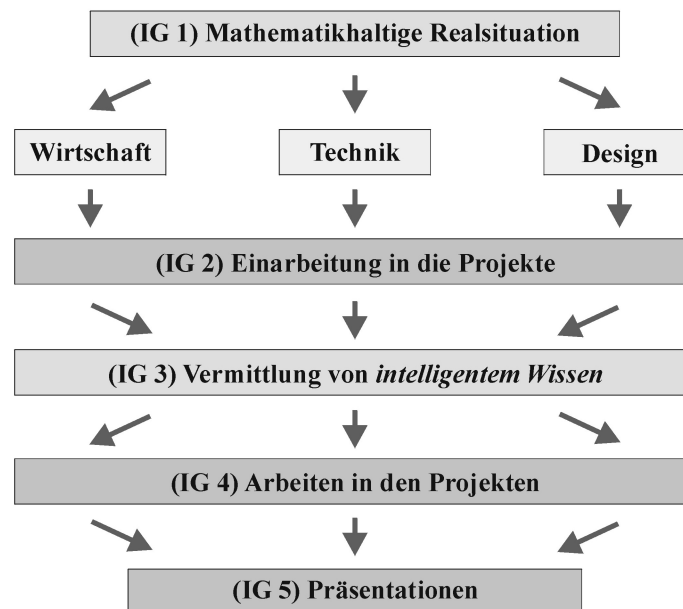 (IG 1) Mathematikhaltige Realsituation
Wirtschaft
Technik
Design
(IG 2) Einarbeitung in die Projekte
(IG 3) Vermittlung von intelligentem Wissen
(IG 4) Arbeiten in den Projekten
(IG 5) Präsentationen